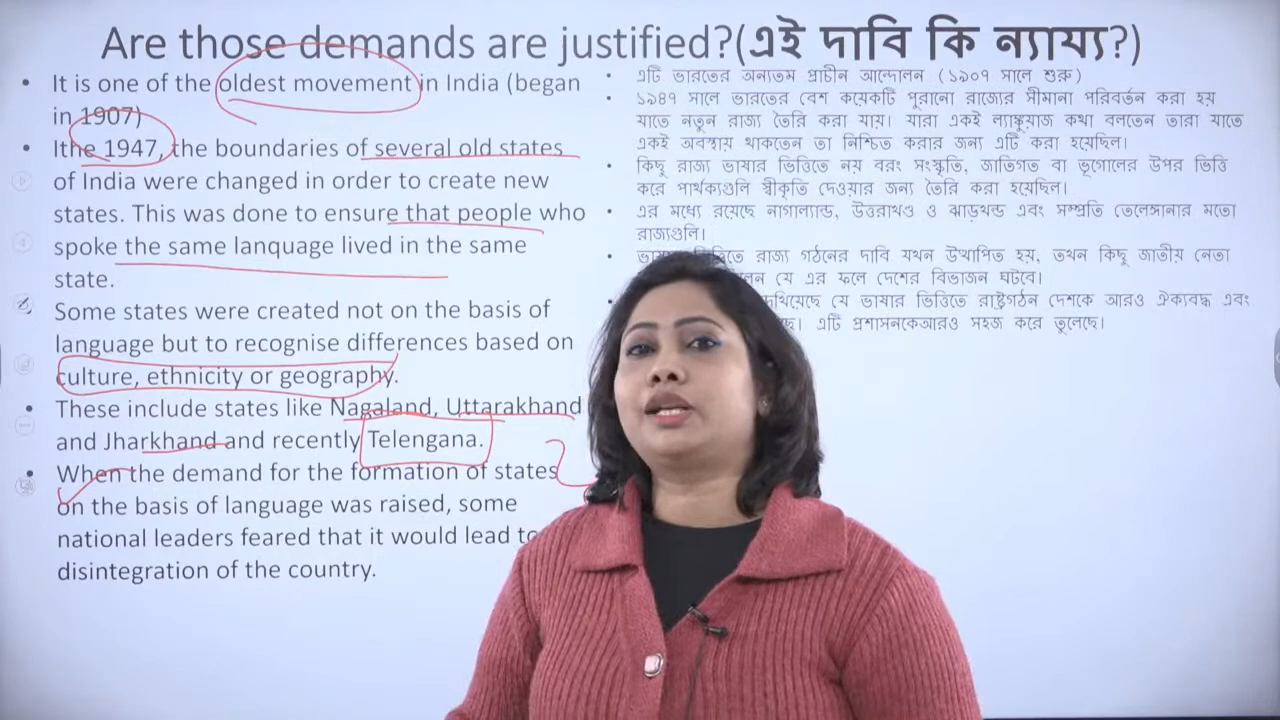 Are those demands are justified?(এই দাবি কি ন্যায্য?)
• It is one of the oldest movement in India (began
in 1907)
• Ithe 1947, the boundaries of several old states
of India were changed in order to create new
states. This was done to ensure that people who
spoke the same lanquage lived in the same
state.
Some states were created not on the basis of
language but to recognise differences based on
culture, ethnicity or geography.
• These include states like Nagaland, Uttarakhand
and Jharkhand and recently Telengana.
• When the demand for the formation of states
on the basis of language was raised, some
national leaders feared that it would lead to
disintegration of the country.
• এটি ভারতের অন্যতম প্রাচীন আন্দোলন (১৯০৭ সালে শুরু)
• ১৯৪৭ সালে ভারতের বেশ কয়েকটি পুরানো রাজ্যের সীমানা পরিবর্তন করা হয়
যাতে নতুন রাজ্য তৈরি করা যায়। যারা একই ল্যাঙ্গুয়াজ কথা বলতেন তারা যাতে
একই অবস্থায় থাকতেন তা নিশ্চিত করার জন্য এটি করা হয়েছিল।
• কিছু রাজ্য ভাষার ভিত্তিতে নয় বরং সংস্কৃতি, জাতিগত বা ভূগোলের উপর ভিত্তি
করে পার্থক্যগুলি স্বীকৃতি দেওয়ার জন্য তৈরি করা হয়েছিল।
• এর মধ্যে রয়েছে নাগাল্যান্ড, উত্তরাখণ্ড ও ঝাড়খন্ড এবং সম্প্রতি তেলেঙ্গানার মতো
রাজ্যগুলি।
• রাজ্য গঠনের দাবি যখন উত্থাপিত হয়, তখন কিছু জাতীয় নেতা
যে এর ফলে দেশের বিভাজন ঘটবে।
• যে ভাষার ভিত্তিতে রাষ্ট্রগঠন দেশকে আরও ঐক্যবদ্ধ এবং
এটি প্রশাসনকেআরও সহজ করে তুলেছে।